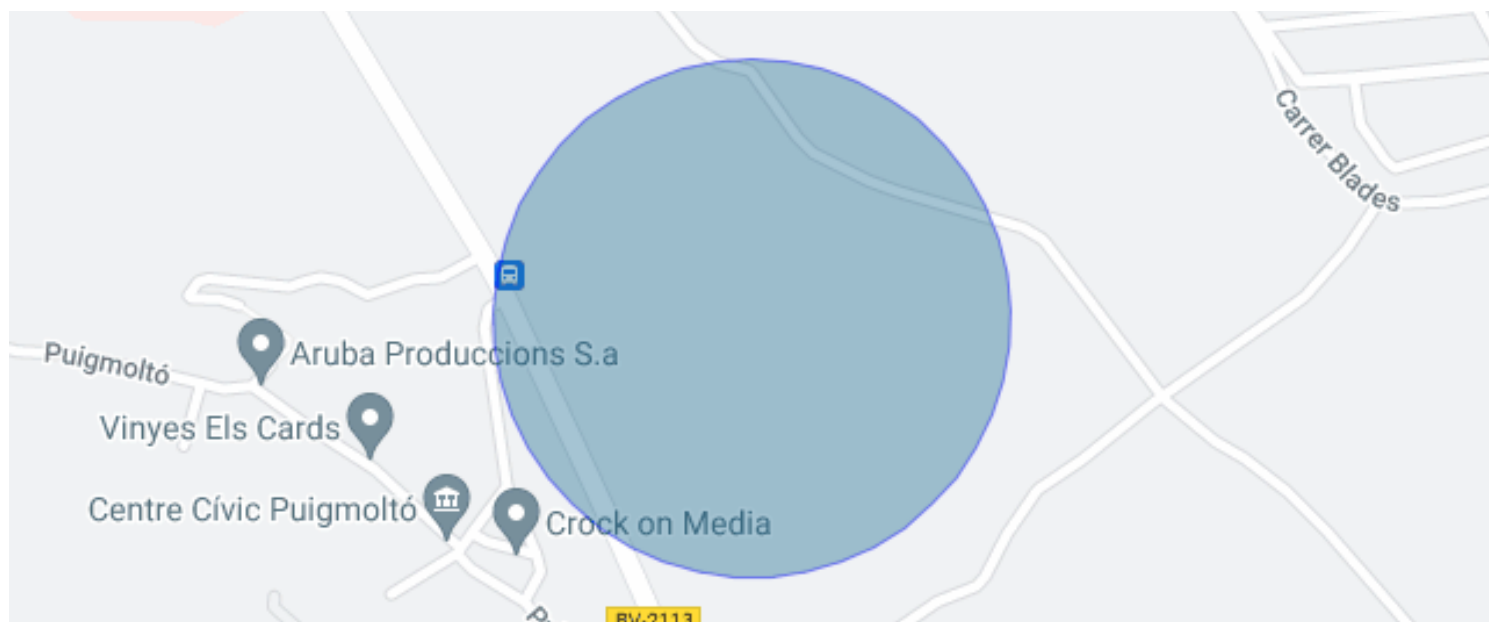 Carrer Blades
Puigmoltó
Aruba Produccions S.a
Vinyes Els Cards
Centre Cívic Puigmoltó
Crock on Media
BV-2113